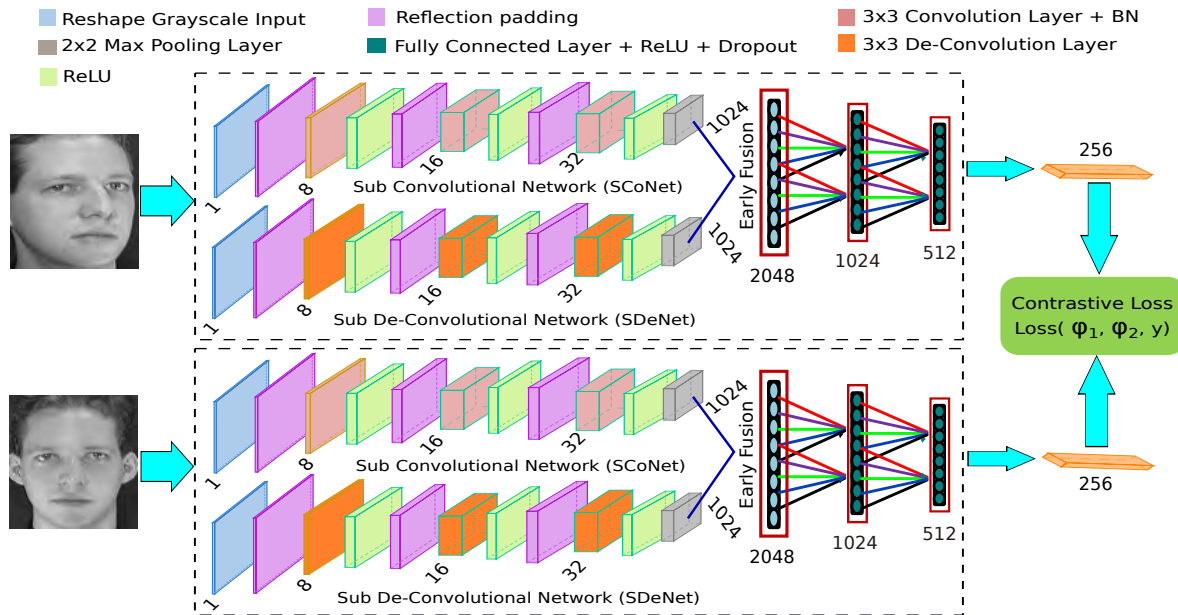 Reshape Grayscale Input
Reflection padding
3x3 Convolution Layer + BN
2x2 Max Pooling Layer
Fully Connected Layer + ReLU + Dropout
3x3 De-Convolution Layer
ReLU
1
8
16
32
1024
Sub Convolutional Network (SCoNet)
1
8
16
32
1024
Sub De-Convolutional Network (SDeNet)
Early Fusion
2048
1024
512
256
Contrastive Loss
Loss( φ1, φ2, y)
1
8
16
32
1024
Sub Convolutional Network (SCoNet)
1
8
16
32
1024
Sub De-Convolutional Network (SDeNet)
Early Fusion
2048
1024
512
256